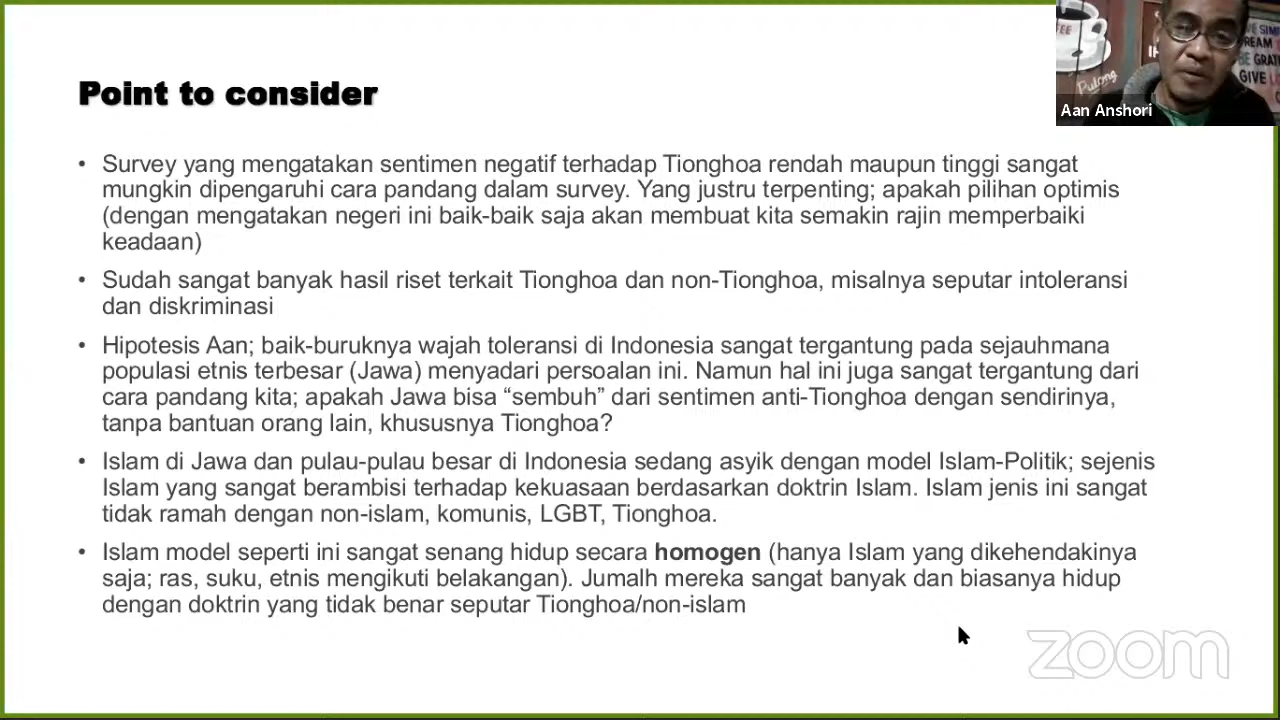 Point to consider
• Survey yang mengatakan sentimen negatif terhadap Tionghoa rendah maupun tinggi sangat
mungkin dipengaruhi cara pandang dalam survey. Yang justru terpenting; apakah pilihan optimis
(dengan mengatakan negeri ini baik-baik saja akan membuat kita semakin rajin memperbaiki
keadaan)
• Sudah sangat banyak hasil riset terkait Tionghoa dan non-Tionghoa, misalnya seputar intoleransi
dan diskriminasi
• Hipotesis Aan; baik-buruknya wajah toleransi di Indonesia sangat tergantung pada sejauhmana
populasi etnis terbesar (Jawa) menyadari persoalan ini. Namun hal ini juga sangat tergantung dari
cara pandang kita; apakah Jawa bisa “sembuh” dari sentimen anti-Tionghoa dengan sendirinya,
tanpa bantuan orang lain, khususnya Tionghoa?
• Islam di Jawa dan pulau-pulau besar di Indonesia sedang asyik dengan model Islam-Politik; sejenis
Islam yang sangat berambisi terhadap kekuasaan berdasarkan doktrin Islam. Islam jenis ini sangat
tidak ramah dengan non-islam, komunis, LGBT, Tionghoa.
• Islam model seperti ini sangat senang hidup secara homogen (hanya Islam yang dikehendakinya
saja; ras, suku, etnis mengikuti belakangan). Jumalh mereka sangat banyak dan biasanya hidup
dengan doktrin yang tidak benar seputar Tionghoa/non-islam
Aan Anshori
Pulong
GIVE
zoom